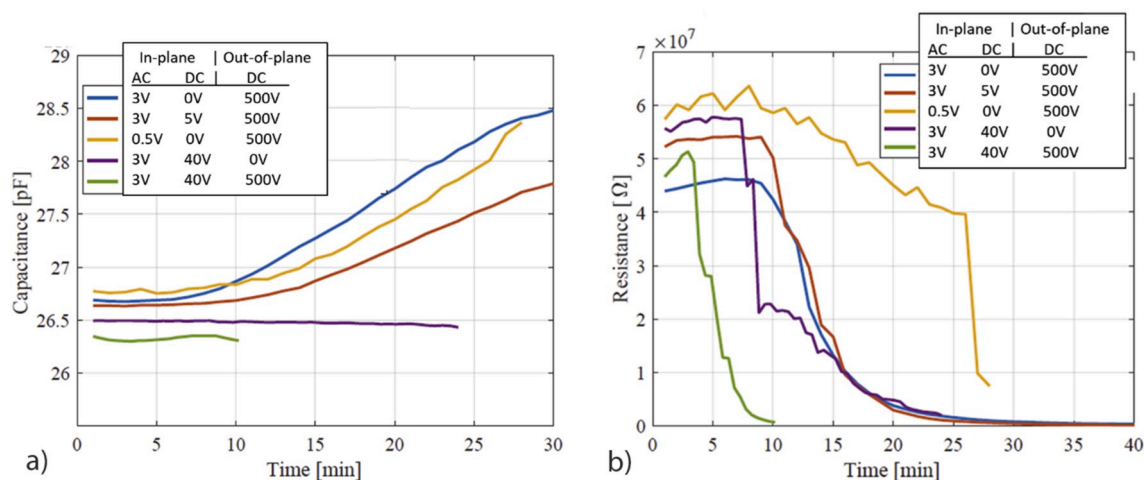 In-plane | Out-of-plane
AC DC | DC
3V 0V 500V
3V 5V 500V
0.5V 0V 500V
3V 40V 0V
3V 40V 500V
28.5
28
27.5
27
26.5
26
Capacitance [pF]
0 5 10 15 20 25 30
Time [min]
a)
7 ×10⁷
In-plane | Out-of-plane
AC DC | DC
3V 0V 500V
3V 5V 500V
0.5V 0V 500V
3V 40V 0V
3V 40V 500V
6
5
4
3
2
1
0
Resistance [Ω]
0 5 10 15 20 25 30 35 40
Time [min]
b)